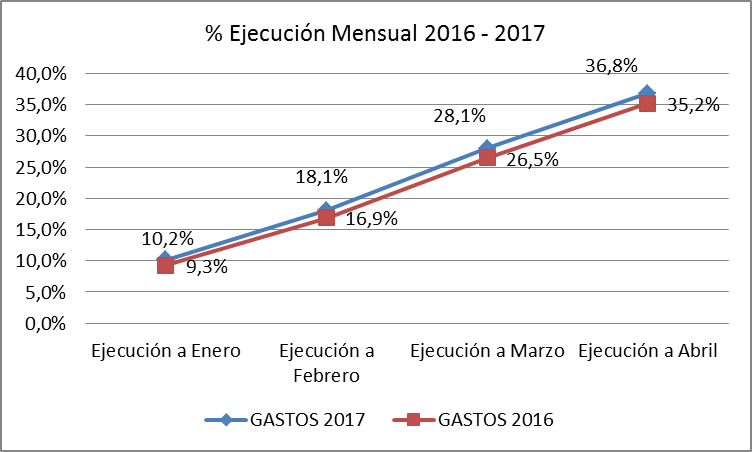 % Ejecución Mensual 2016 - 2017
40,0%
35,0%
30,0%
25,0%
20,0%
15,0%
10,0%
5,0%
0,0%
10,2%
18,1%
28,1%
36,8%
9,3%
16,9%
26,5%
35,2%
Ejecución a Enero
Ejecución a
Febrero
Ejecución a Marzo
Ejecución a Abril
GASTOS 2017
GASTOS 2016